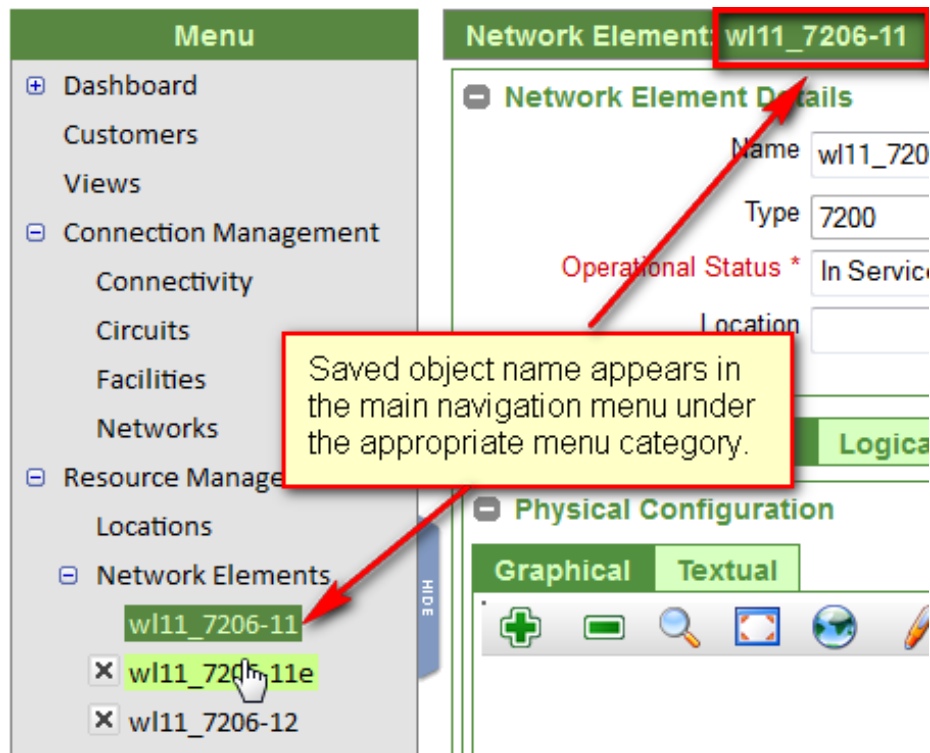 Menu
Dashboard
Customers
Views
Connection Management
Connectivity
Circuits
Facilities
Networks
Resource Manage
Locations
Network Elements
wl11_7206-11
wl11_7206-11e
wl11_7206-12
HIDE
Network Element: wl11_7206-11
Network Element Details
Name wl11_720
Type 7200
Operational Status * In Service
Location
Saved object name appears in
the main navigation menu under
the appropriate menu category.
Logica
Physical Configuration
Graphical Textual